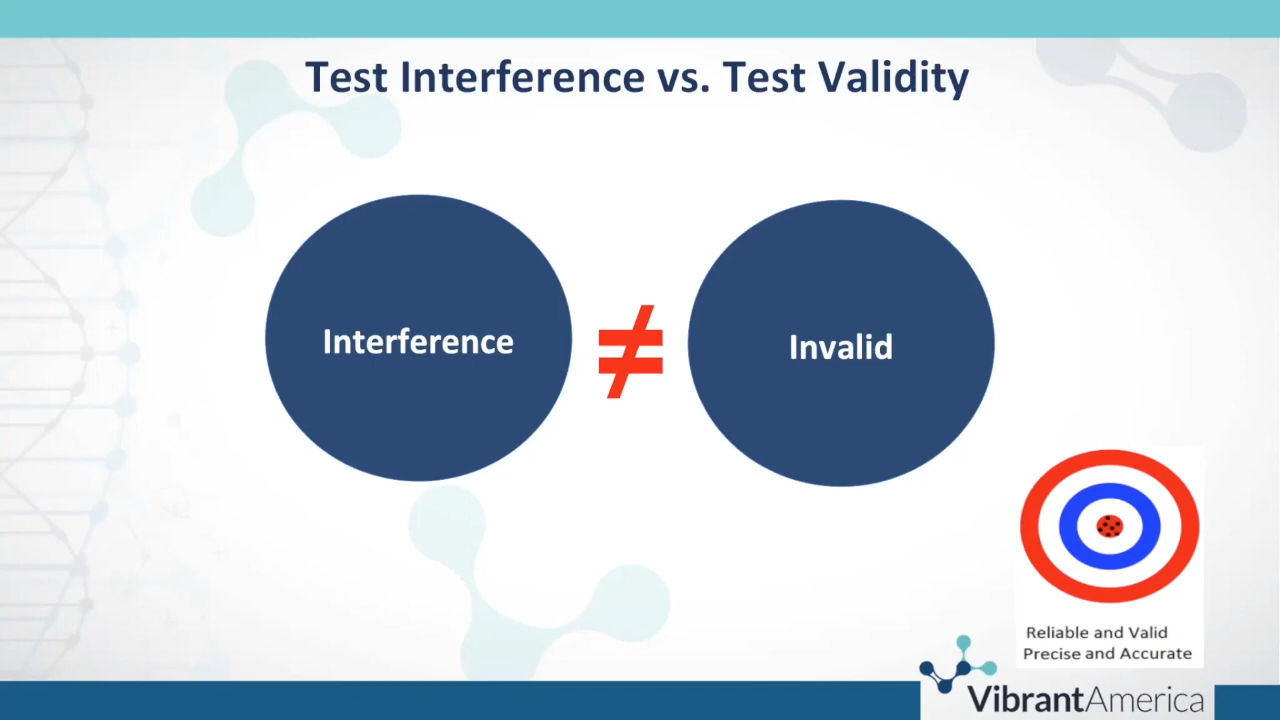 Test Interference vs. Test Validity
Interference
≠
Invalid
Reliable and Valid
Precise and Accurate
VibrantAmerica